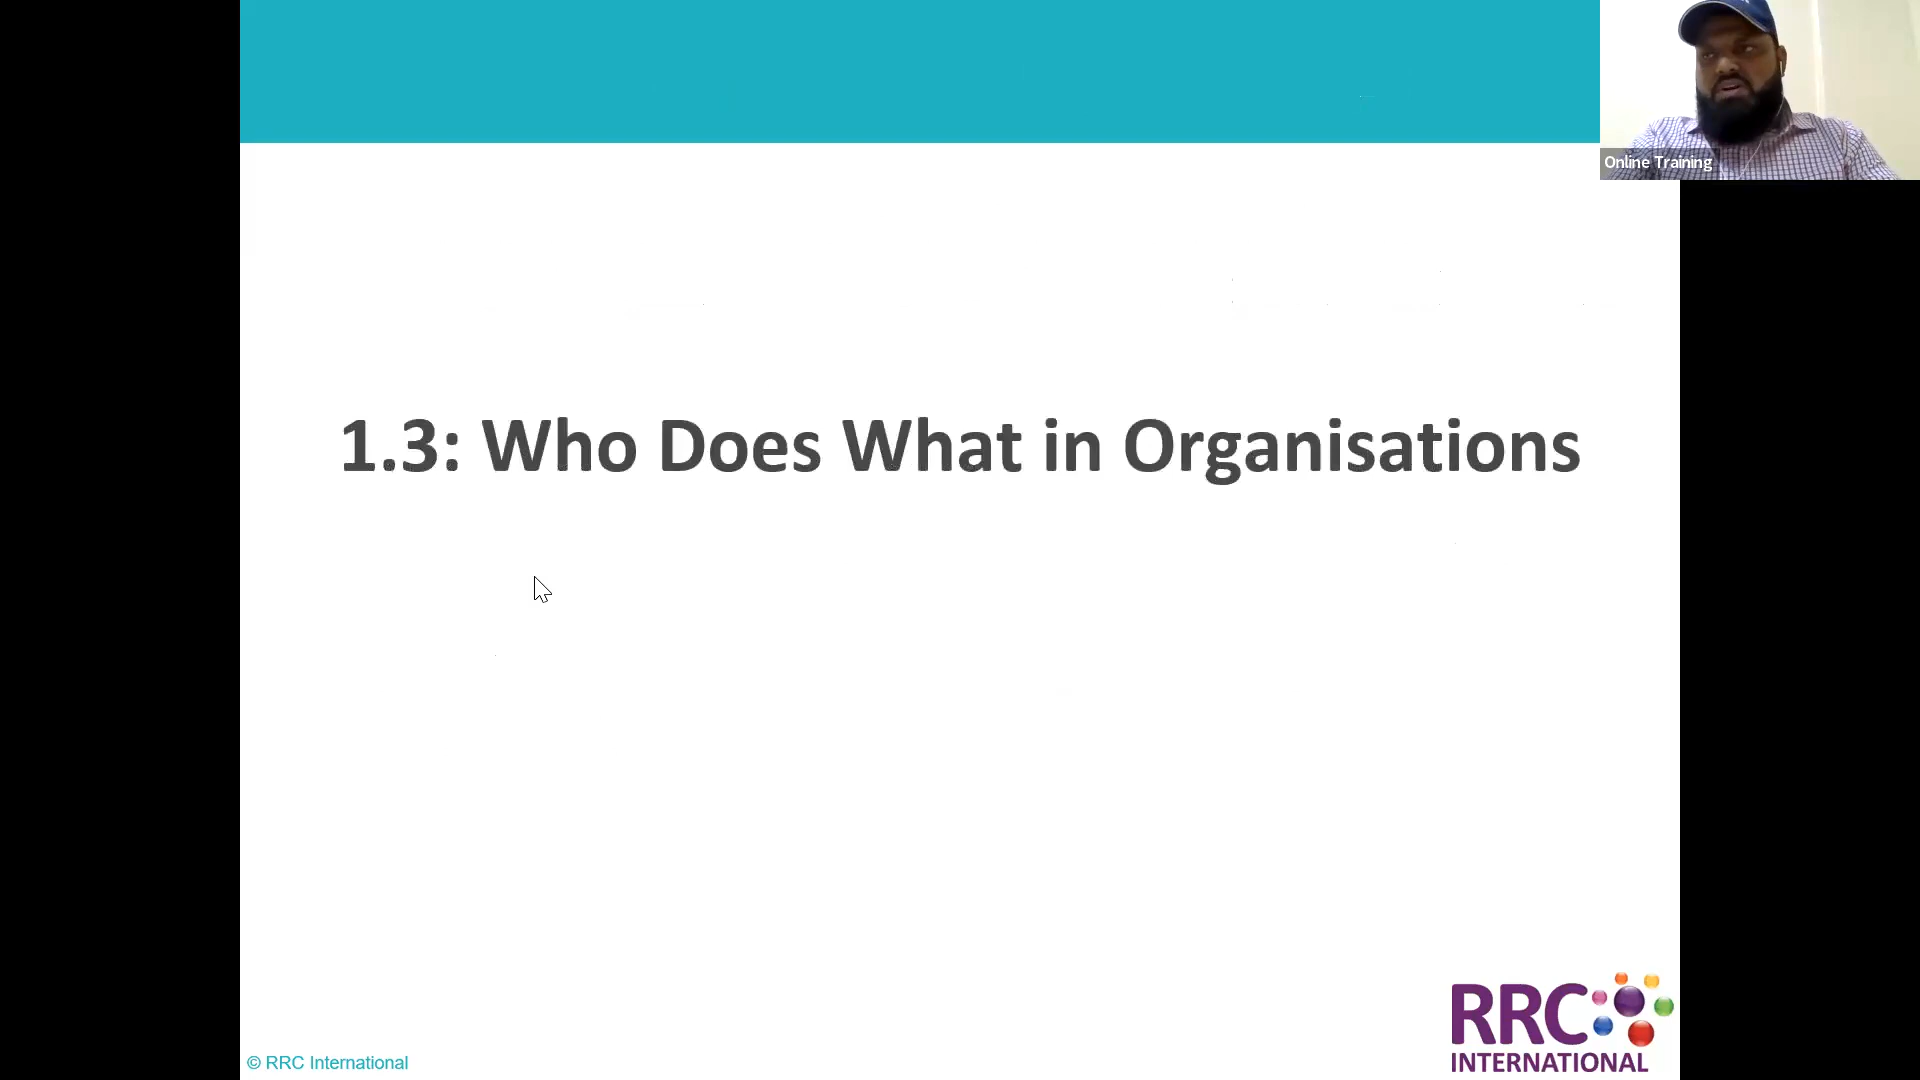 Online Training
1.3: Who Does What in Organisations
RRC
INTERNATIONAL
© RRC International